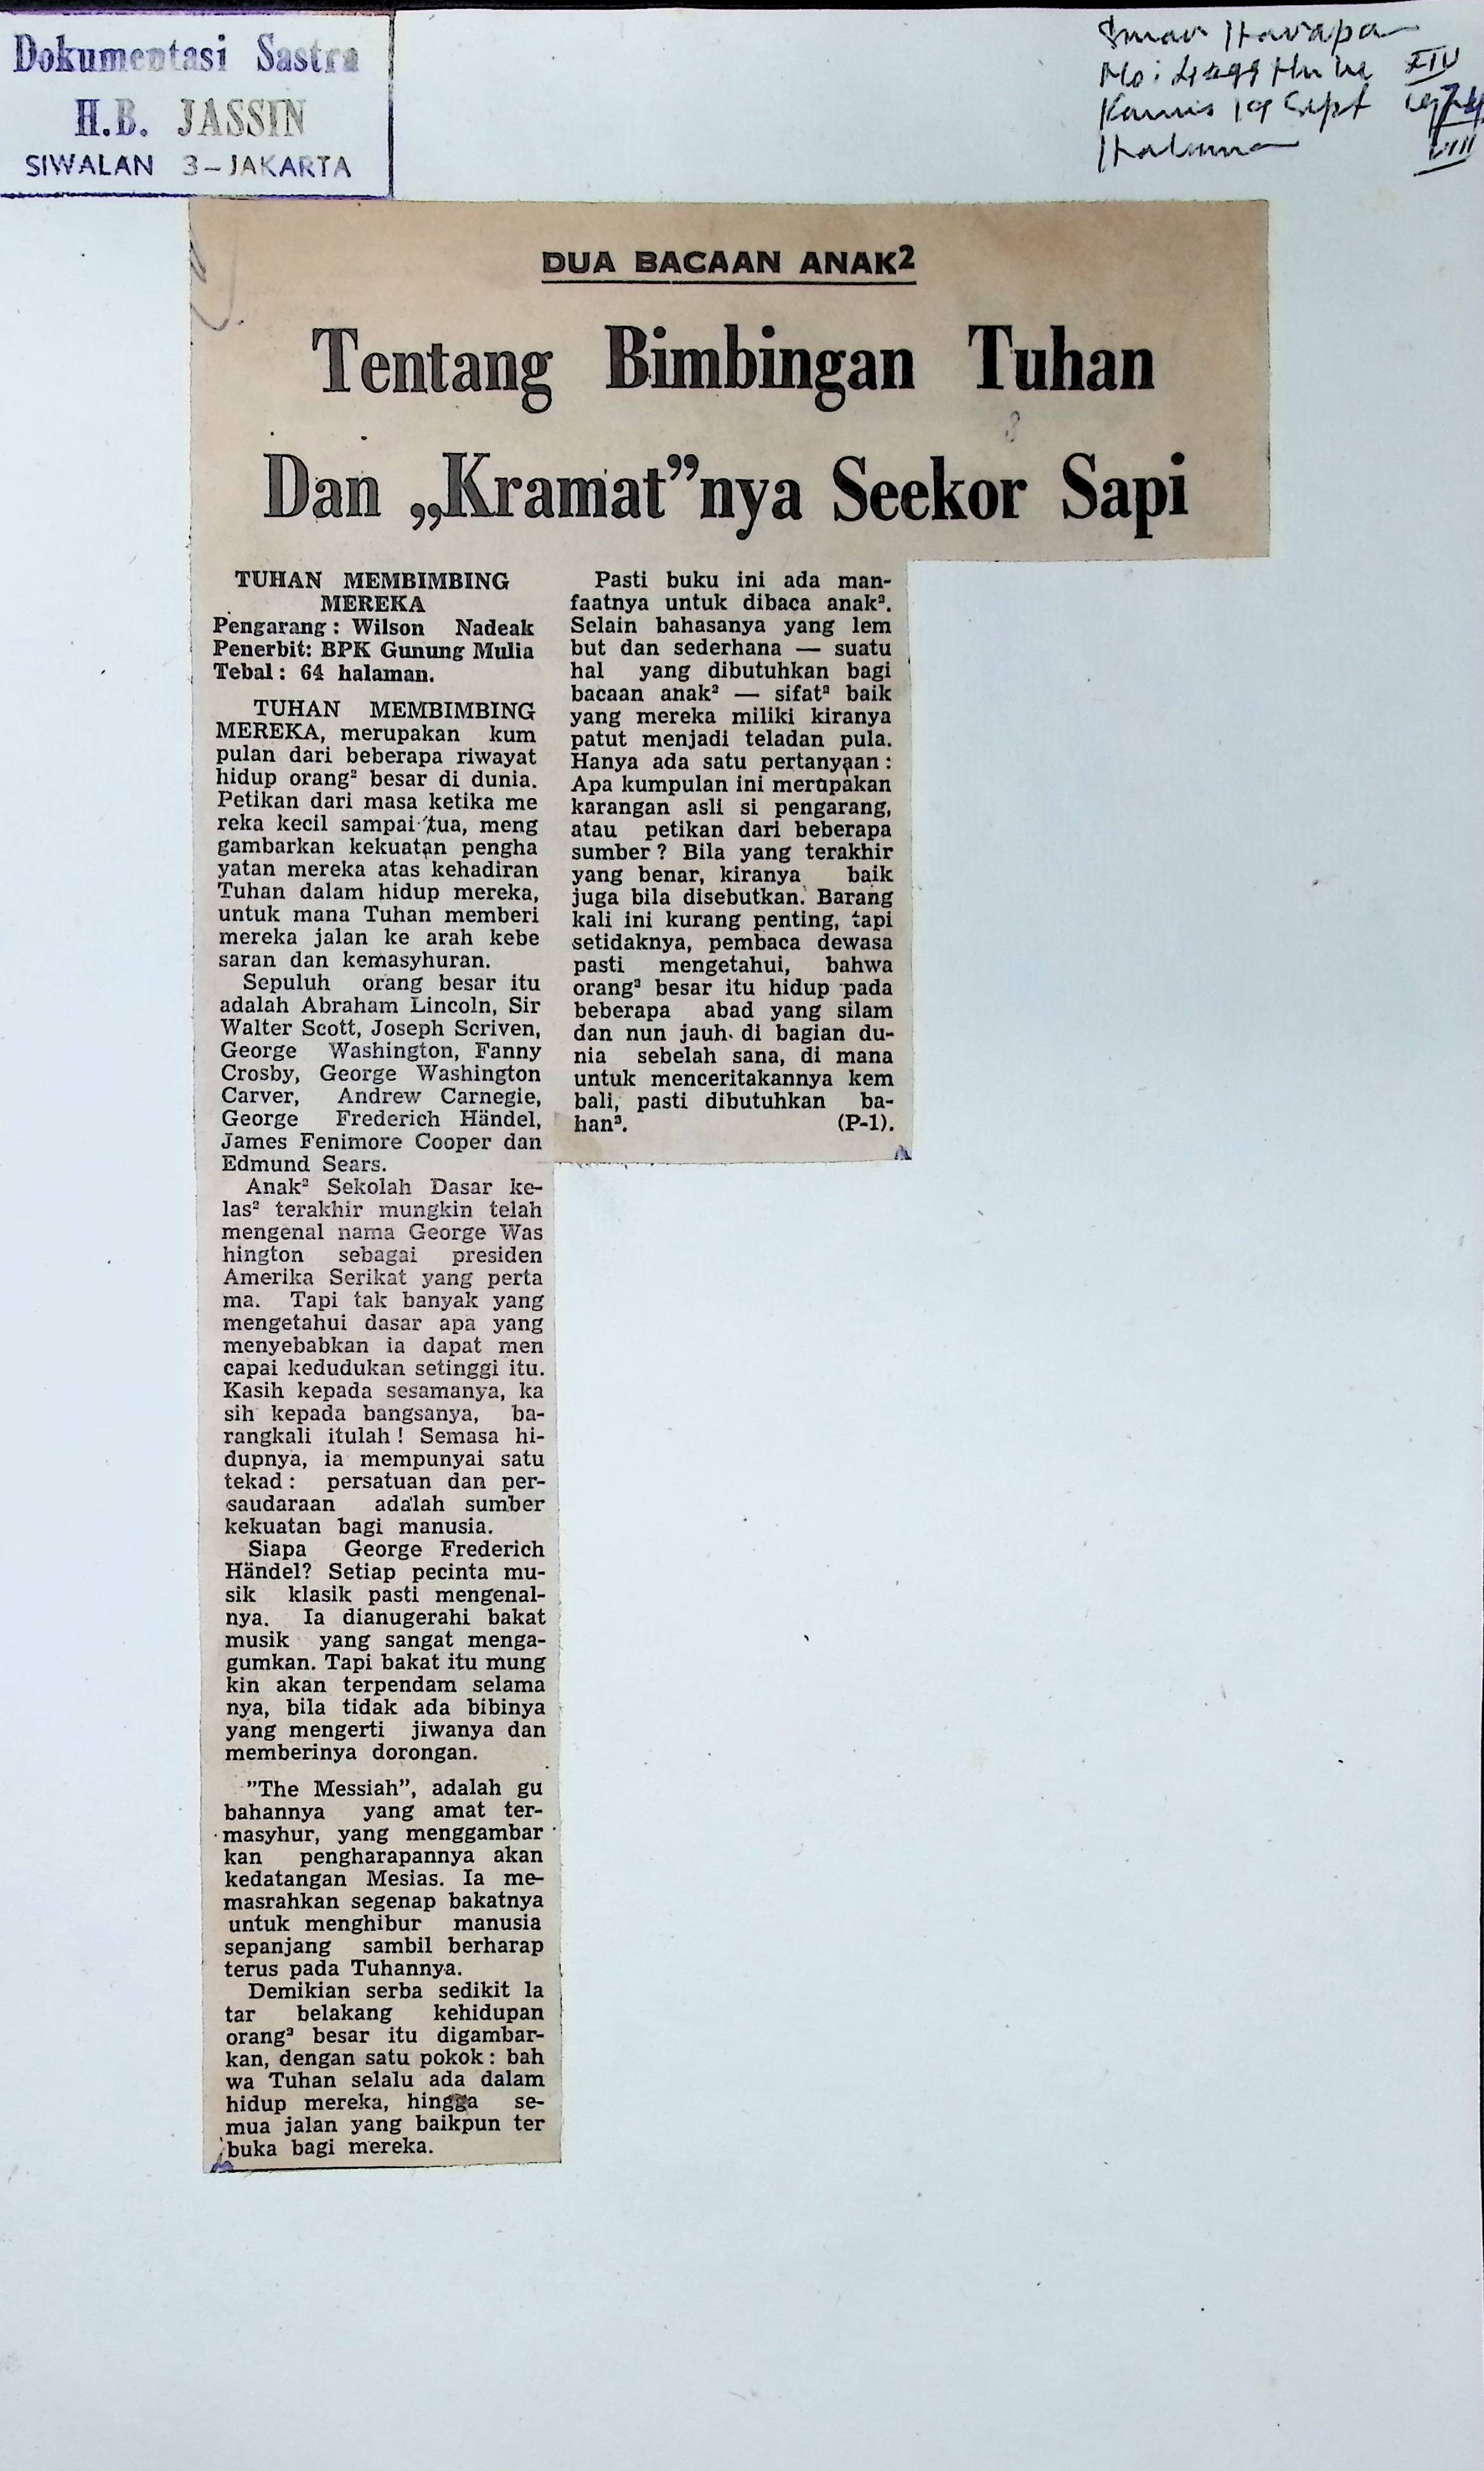 Dokumentasi Sastra
H.B. JASSIN
SIWALAN 3-JAKARTA
Sinar Harapan
No: 4499 XIV
Kamis 19 Sept 1974
Halaman VIII
DUA BACAAN ANAK2
Tentang Bimbingan Tuhan
Dan „Kramat”nya Seekor Sapi
TUHAN MEMBIMBING
MEREKA
Pengarang : Wilson Nadeak
Penerbit: BPK Gunung Mulia
Tebal : 64 halaman.
TUHAN MEMBIMBING
MEREKA, merupakan kum
pulan dari beberapa riwayat
hidup orang² besar di dunia.
Petikan dari masa ketika me
reka kecil sampai tua, meng
gambarkan kekuatan pengha
yatan mereka atas kehadiran
Tuhan dalam hidup mereka,
untuk mana Tuhan memberi
mereka jalan ke arah kebe
saran dan kemasyhuran.
Sepuluh orang besar itu
adalah Abraham Lincoln, Sir
Walter Scott, Joseph Scriven,
George Washington, Fanny
Crosby, George Washington
Carver, Andrew Carnegie,
George Frederich Händel,
James Fenimore Cooper dan
Edmund Sears.
Anak² Sekolah Dasar ke-
las² terakhir mungkin telah
mengenal nama George Was
hington sebagai presiden
Amerika Serikat yang perta
ma. Tapi tak banyak yang
mengetahui dasar apa yang
menyebabkan ia dapat men
capai kedudukan setinggi itu.
Kasih kepada sesamanya, ka
sih kepada bangsanya, ba-
rangkali itulah ! Semasa hi-
dupnya, ia mempunyai satu
tekad : persatuan dan per-
saudaraan adalah sumber
kekuatan bagi manusia.
Siapa George Frederich
Händel? Setiap pecinta mu-
sik klasik pasti mengenal-
nya. Ia dianugerahi bakat
musik yang sangat menga-
gumkan. Tapi bakat itu mung
kin akan terpendam selama
nya, bila tidak ada bibinya
yang mengerti jiwanya dan
memberinya dorongan.
”The Messiah”, adalah gu
bahannya yang amat ter-
masyhur, yang menggambar
kan pengharapannya akan
kedatangan Mesias. Ia me-
masrahkan segenap bakatnya
untuk menghibur manusia
sepanjang sambil berharap
terus pada Tuhannya.
Demikian serba sedikit la
tar belakang kehidupan
orang² besar itu digambar-
kan, dengan satu pokok : bah
wa Tuhan selalu ada dalam
hidup mereka, hingga se-
mua jalan yang baikpun ter
buka bagi mereka.
Pasti buku ini ada man-
faatnya untuk dibaca anak².
Selain bahasanya yang lem
but dan sederhana — suatu
hal yang dibutuhkan bagi
bacaan anak² — sifat² baik
yang mereka miliki kiranya
patut menjadi teladan pula.
Hanya ada satu pertanyaan :
Apa kumpulan ini merupakan
karangan asli si pengarang,
atau petikan dari beberapa
sumber ? Bila yang terakhir
yang benar, kiranya baik
juga bila disebutkan. Barang
kali ini kurang penting, tapi
setidaknya, pembaca dewasa
pasti mengetahui, bahwa
orang² besar itu hidup pada
beberapa abad yang silam
dan nun jauh di bagian du-
nia sebelah sana, di mana
untuk menceritakannya kem
bali, pasti dibutuhkan ba-
han². (P-1).